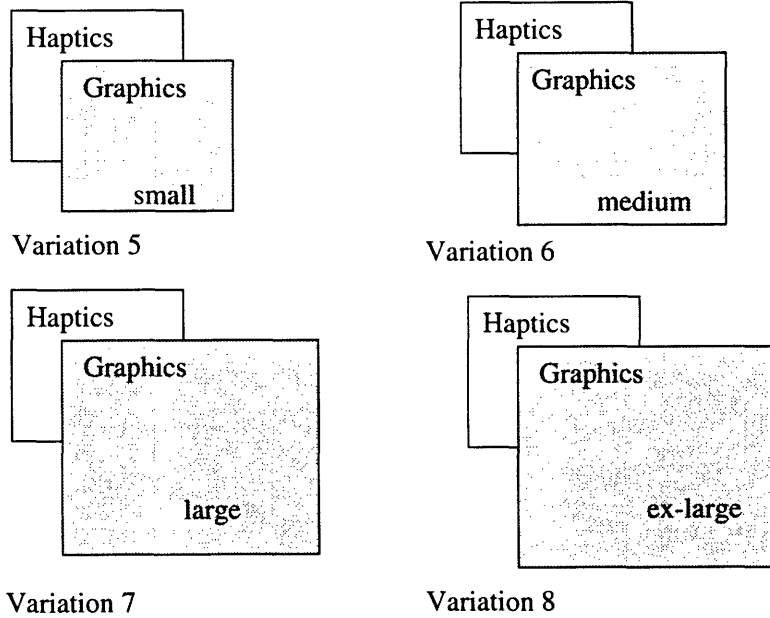 Haptics
Graphics
small
Variation 5
Haptics
Graphics
medium
Variation 6
Haptics
Graphics
large
Variation 7
Haptics
Graphics
ex-large
Variation 8